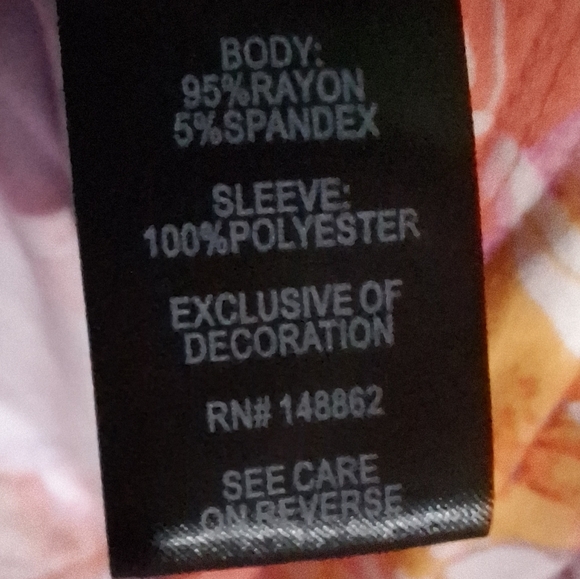 BODY:
95%RAYON
5%SPANDEX
SLEEVE:
100%POLYESTER
EXCLUSIVE OF
DECORATION
RN# 148862
SEE CARE
ON REVERSE